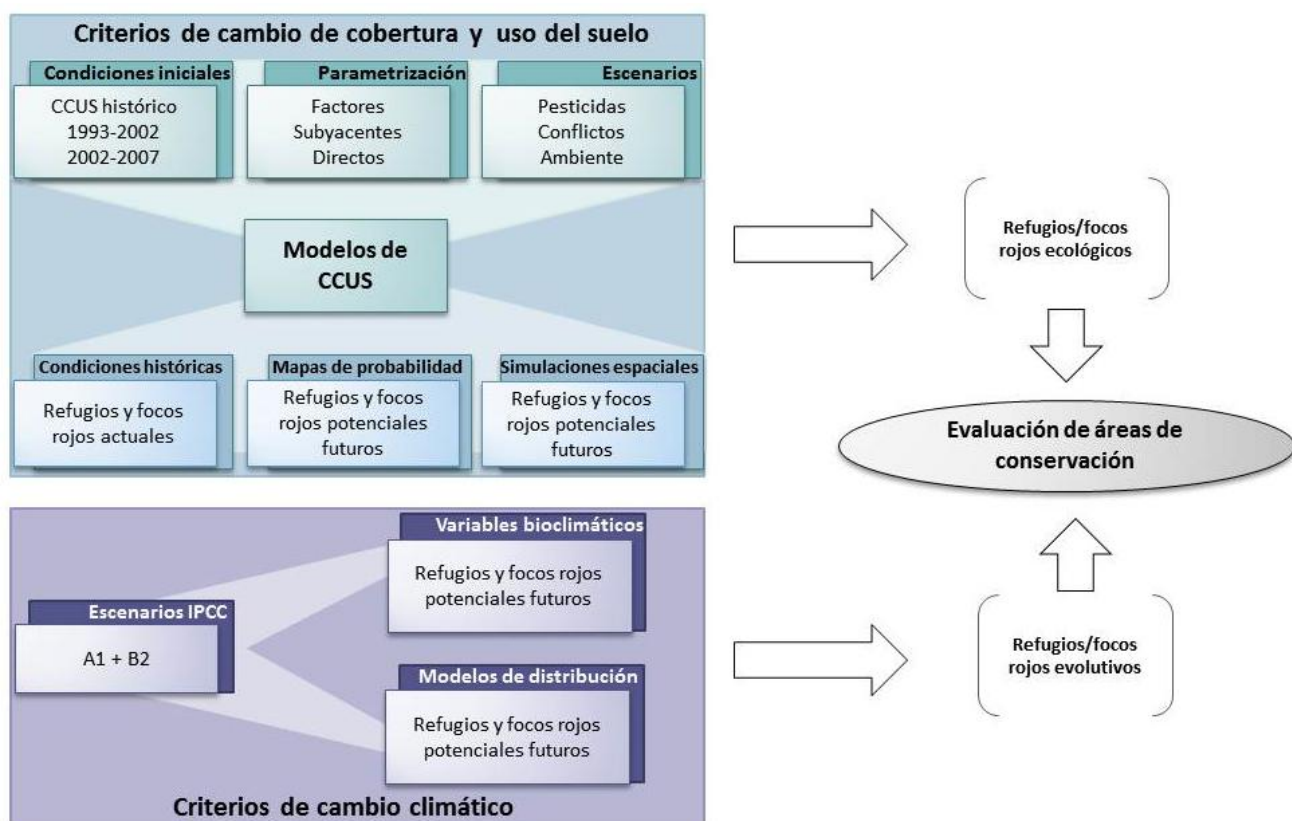 Criterios de cambio de cobertura y uso del suelo
Condiciones iniciales
CCUS histórico
1993-2002
2002-2007
Parametrización
Factores
Subyacentes
Directos
Escenarios
Pesticidas
Conflictos
Ambiente
Modelos de
CCUS
Condiciones históricas
Refugios y focos
rojos actuales
Mapas de probabilidad
Refugios y focos
rojos potenciales
futuros
Simulaciones espaciales
Refugios y focos
rojos potenciales
futuros
Refugios/focos
rojos ecológicos
Evaluación de áreas de
conservación
Variables bioclimáticos
Refugios y focos rojos
potenciales futuros
Escenarios IPCC
A1 + B2
Modelos de distribución
Refugios y focos rojos
potenciales futuros
Criterios de cambio climático
Refugios/focos
rojos evolutivos